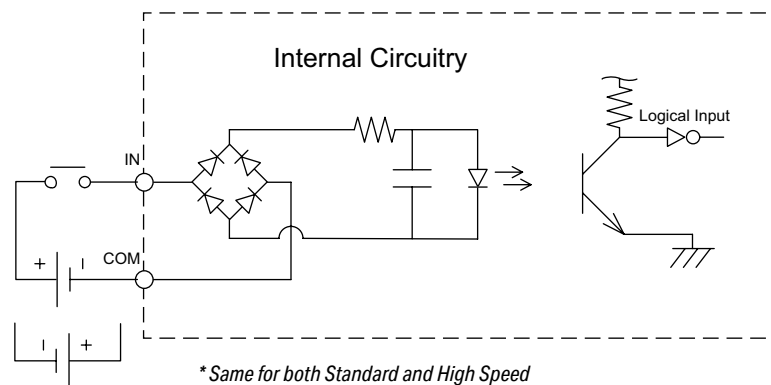 Internal Circuitry
Logical Input
IN
+ –
COM
– +
* Same for both Standard and High Speed